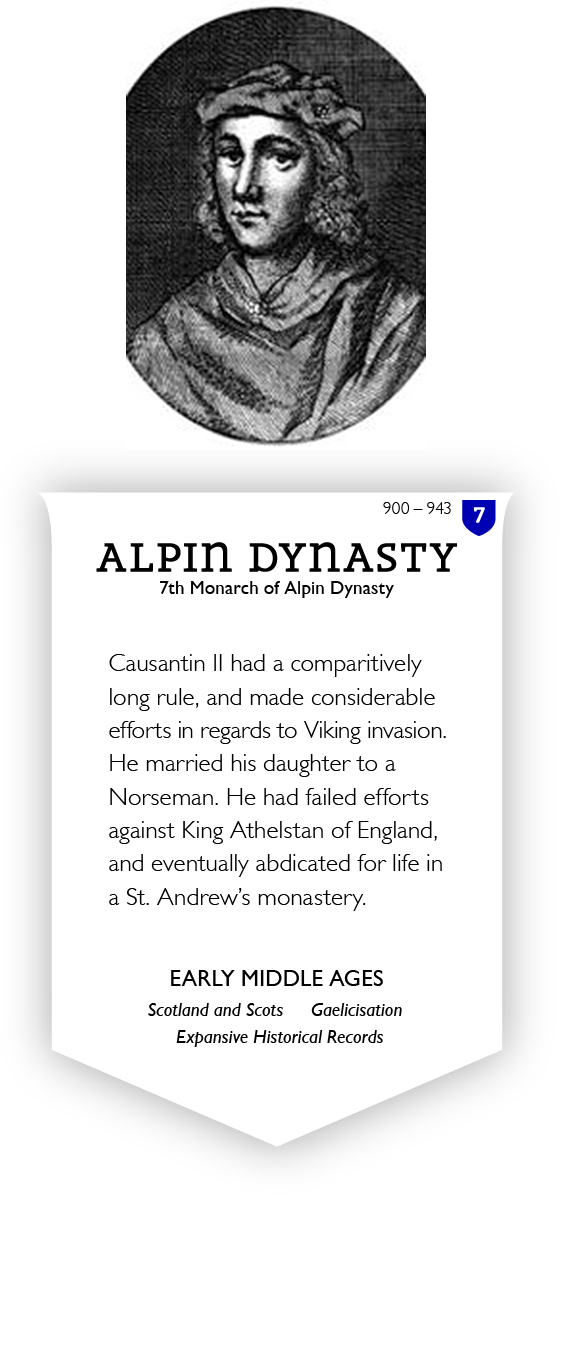 900 – 943 7
ALPIN DYNASTY
7th Monarch of Alpin Dynasty
Causantin II had a comparitively
long rule, and made considerable
efforts in regards to Viking invasion.
He married his daughter to a
Norseman. He had failed efforts
against King Athelstan of England,
and eventually abdicated for life in
a St. Andrew’s monastery.
EARLY MIDDLE AGES
Scotland and Scots Gaelicisation
Expansive Historical Records